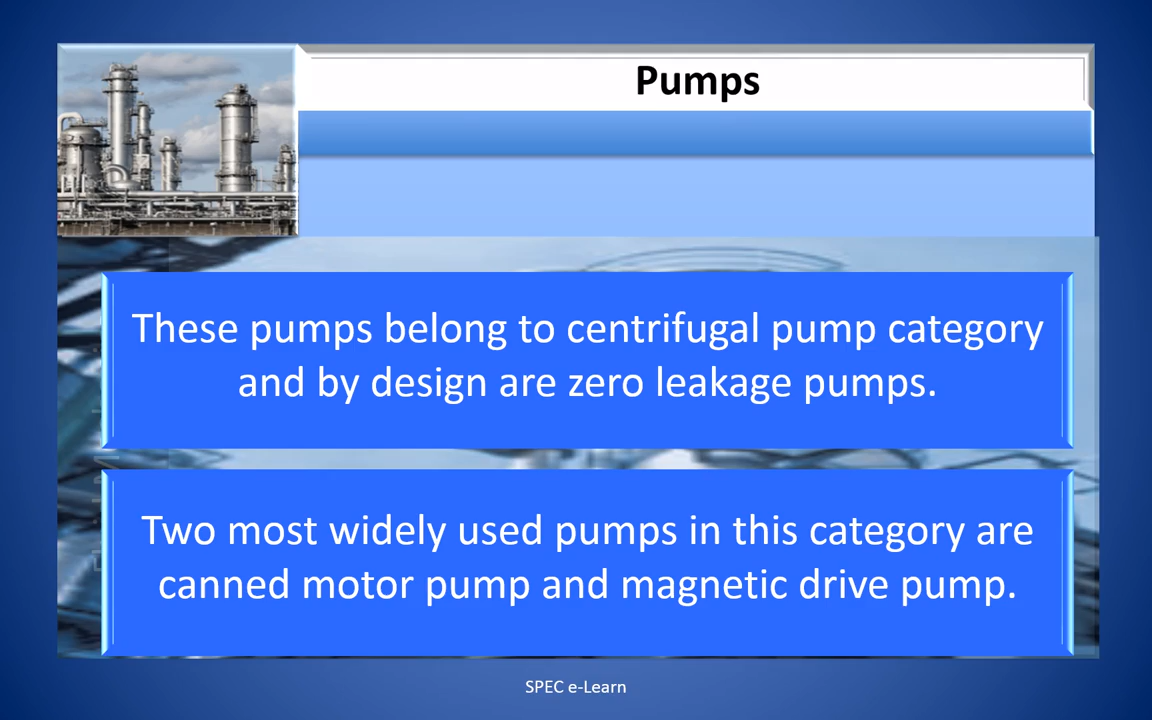 Pumps
These pumps belong to centrifugal pump category
and by design are zero leakage pumps.
Two most widely used pumps in this category are
canned motor pump and magnetic drive pump.
SPEC e-Learn